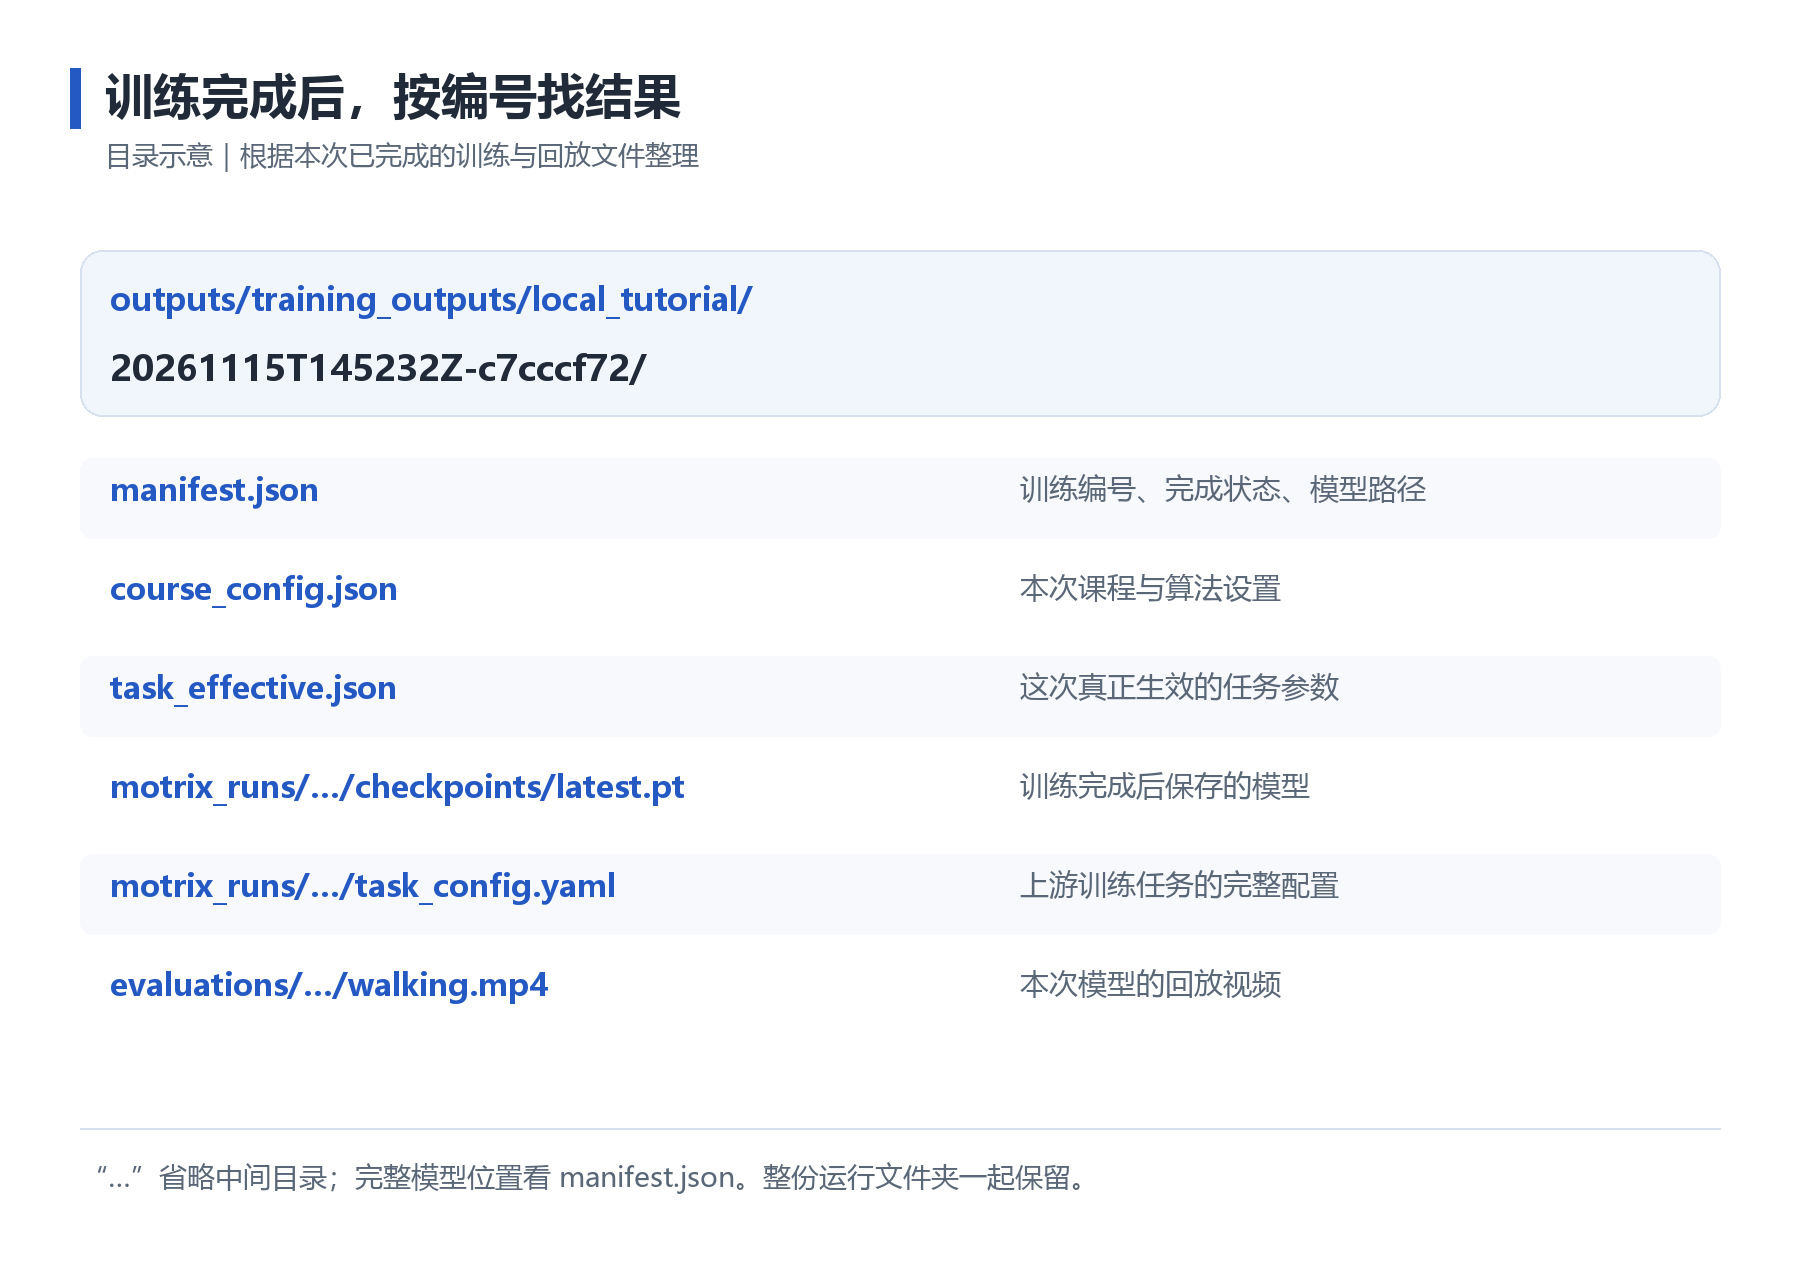 训练完成后，按编号找结果
目录示意 | 根据本次已完成的训练与回放文件整理
outputs/training_outputs/local_tutorial/
20261115T145232Z-c7cccf72/
manifest.json 训练编号、完成状态、模型路径
course_config.json 本次课程与算法设置
task_effective.json 这次真正生效的任务参数
motrix_runs/.../checkpoints/latest.pt 训练完成后保存的模型
motrix_runs/.../task_config.yaml 上游训练任务的完整配置
evaluations/.../walking.mp4 本次模型的回放视频
“...” 省略中间目录；完整模型位置看 manifest.json。整份运行文件夹一起保留。